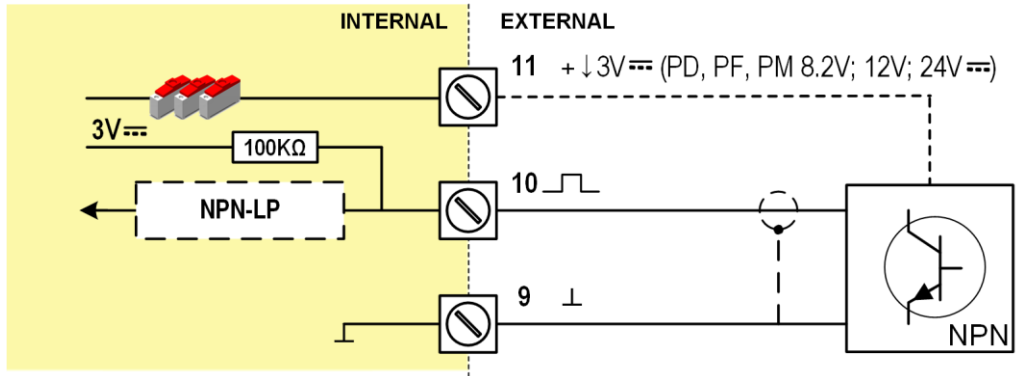 INTERNAL EXTERNAL
11 + ↓3V⎓ (PD, PF, PM 8.2V; 12V; 24V⎓)
3V⎓
100KΩ
10
NPN-LP
9
NPN